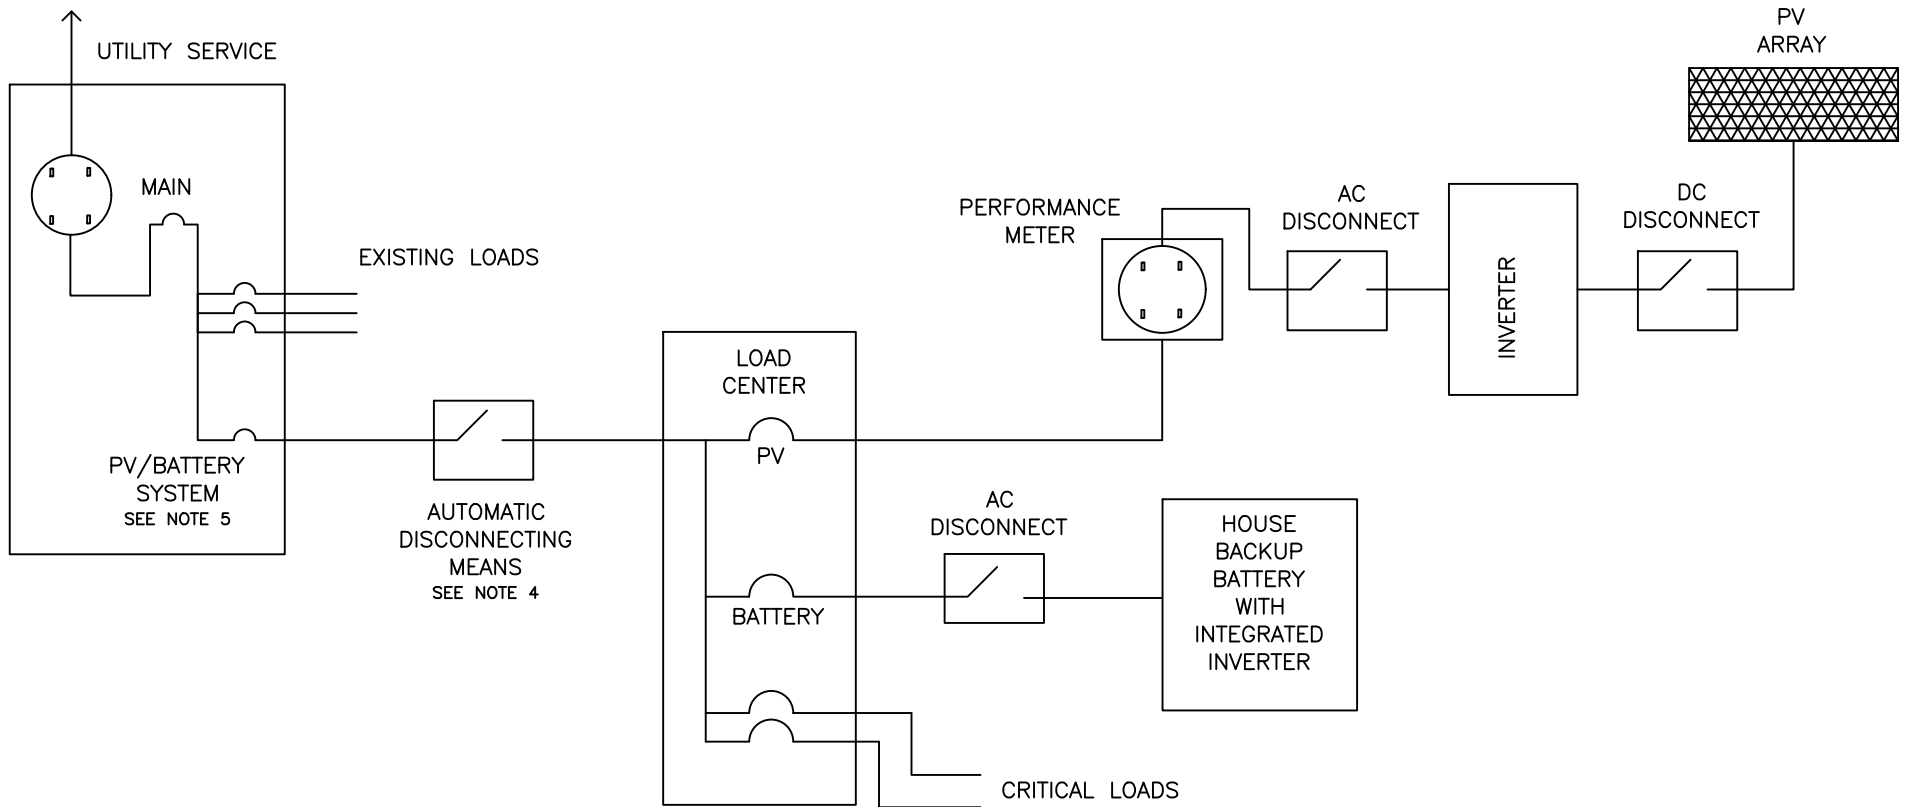 UTILITY SERVICE
MAIN
EXISTING LOADS
PV/BATTERY
SYSTEM
SEE NOTE 5
AUTOMATIC
DISCONNECTING
MEANS
SEE NOTE 4
LOAD
CENTER
PV
BATTERY
CRITICAL LOADS
AC
DISCONNECT
HOUSE
BACKUP
BATTERY
WITH
INTEGRATED
INVERTER
PERFORMANCE
METER
AC
DISCONNECT
INVERTER
DC
DISCONNECT
PV
ARRAY